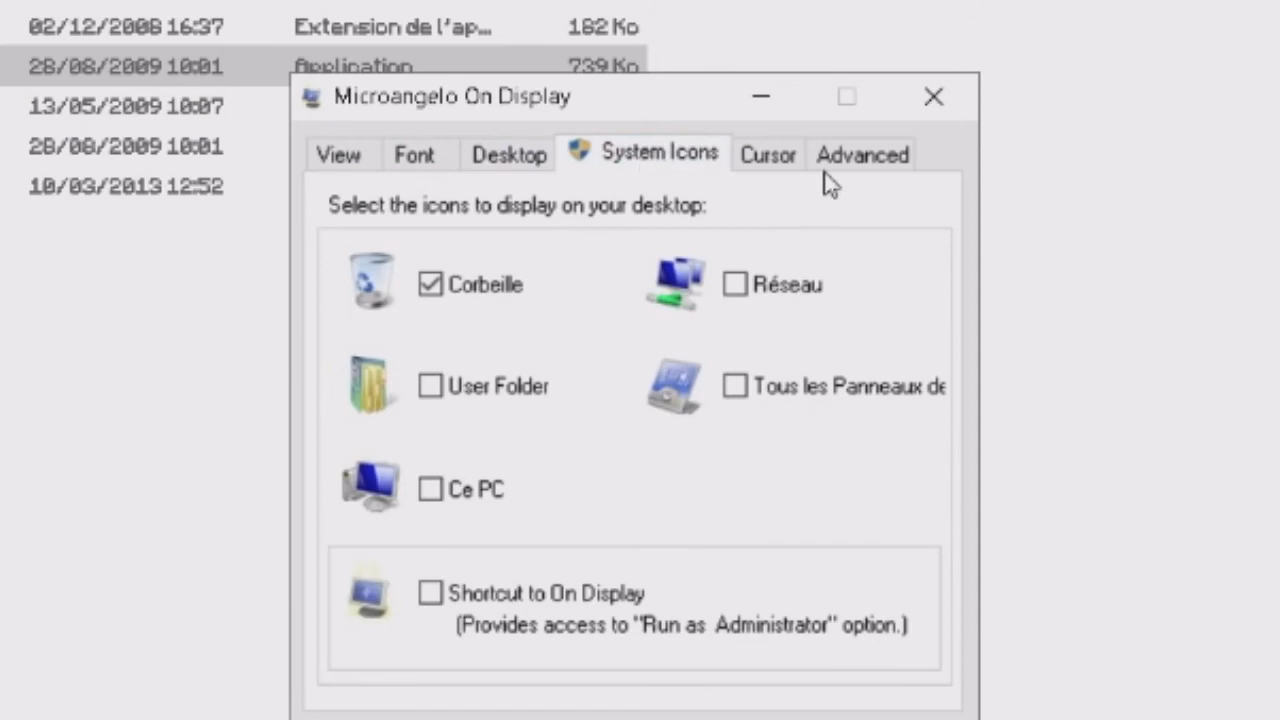 02/12/2008 16:37 Extension de l'ap... 182 Ko
28/08/2009 10:01 Application 739 Ko
13/05/2009 10:07
28/08/2009 10:01
10/03/2013 12:52
Microangelo On Display
View Font Desktop System Icons Cursor Advanced
Select the icons to display on your desktop:
Corbeille Réseau
User Folder Tous les Panneaux de
Ce PC
Shortcut to On Display
(Provides access to "Run as Administrator" option.)